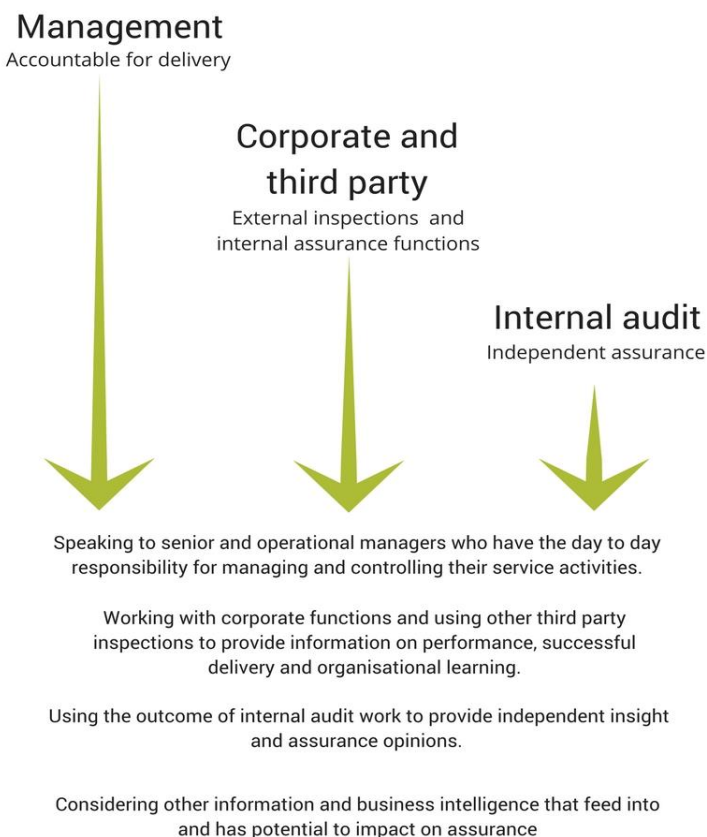 Management
Accountable for delivery
Corporate and
third party
External inspections and
internal assurance functions
Internal audit
Independent assurance
Speaking to senior and operational managers who have the day to day
responsibility for managing and controlling their service activities.
Working with corporate functions and using other third party
inspections to provide information on performance, successful
delivery and organisational learning.
Using the outcome of internal audit work to provide independent insight
and assurance opinions.
Considering other information and business intelligence that feed into
and has potential to impact on assurance